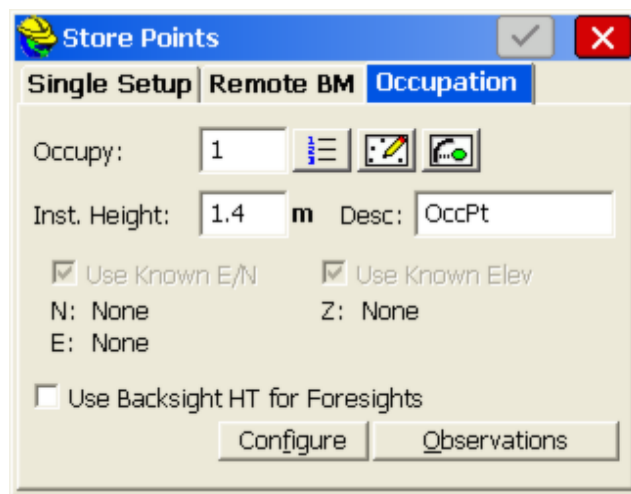 Store Points
Single Setup Remote BM Occupation
Occupy: 1
Inst. Height: 1.4 m Desc: OccPt
Use Known E/N Use Known Elev
N: None Z: None
E: None
Use Backsight HT for Foresights
Configure Observations